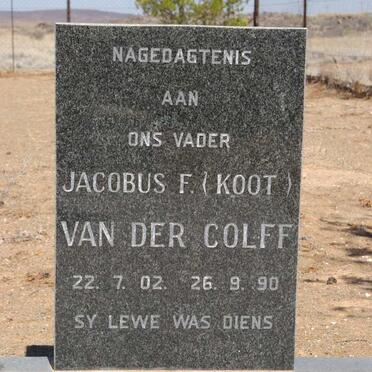 NAGEDAGTENIS
AAN
ONS VADER
JACOBUS F. (KOOT)
VAN DER COLFF
22. 7. 02. 26. 9. 90
SY LEWE WAS DIENS